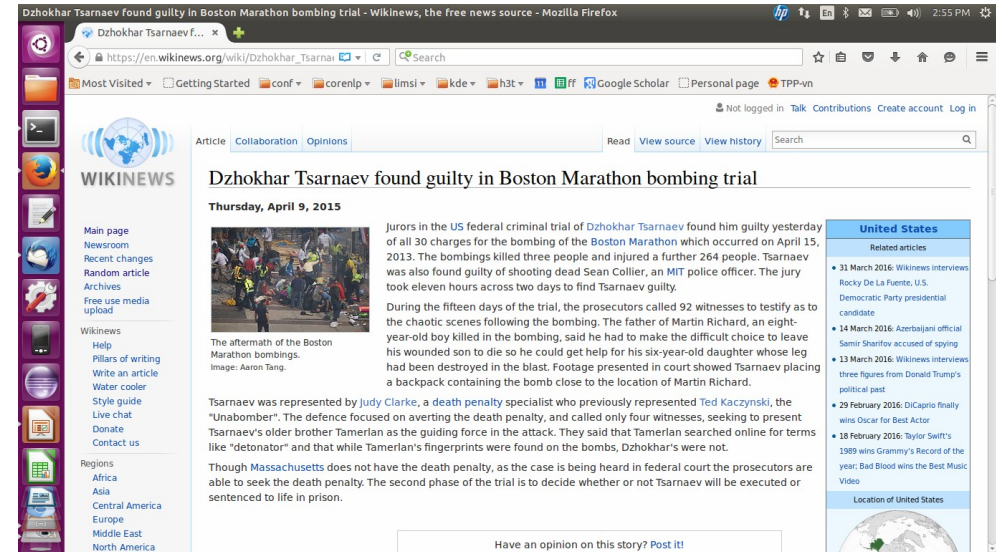 Dzhokhar Tsarnaev found guilty in Boston Marathon bombing trial - Wikinews, the free news source - Mozilla Firefox
hp
En
2:55 PM
Dzhokhar Tsarnaev f...
https://en.wikinews.org/wiki/Dzhokhar_Tsarnae
Search
Most Visited
Getting Started
conf
corenlp
limsi
kde
h3t
11
ff
Google Scholar
Personal page
TPP-vn
Not logged in Talk Contributions Create account Log in
Article Collaboration Opinions
Read View source View history
Search
WIKINEWS
Main page
Newsroom
Recent changes
Random article
Archives
Free use media
upload
Wikinews
Help
Pillars of writing
Write an article
Water cooler
Style guide
Live chat
Donate
Contact us
Regions
Africa
Asia
Central America
Europe
Middle East
North America
Dzhokhar Tsarnaev found guilty in Boston Marathon bombing trial
Thursday, April 9, 2015
The aftermath of the Boston
Marathon bombings.
Image: Aaron Tang.
Jurors in the US federal criminal trial of Dzhokhar Tsarnaev found him guilty yesterday
of all 30 charges for the bombing of the Boston Marathon which occurred on April 15,
2013. The bombings killed three people and injured a further 264 people. Tsarnaev
was also found guilty of shooting dead Sean Collier, an MIT police officer. The jury
took eleven hours across two days to find Tsarnaev guilty.
During the fifteen days of the trial, the prosecutors called 92 witnesses to testify as to
the chaotic scenes following the bombing. The father of Martin Richard, an eight-
year-old boy killed in the bombing, said he had to make the difficult choice to leave
his wounded son to die so he could get help for his six-year-old daughter whose leg
had been destroyed in the blast. Footage presented in court showed Tsarnaev placing
a backpack containing the bomb close to the location of Martin Richard.
Tsarnaev was represented by Judy Clarke, a death penalty specialist who previously represented Ted Kaczynski, the
"Unabomber". The defence focused on averting the death penalty, and called only four witnesses, seeking to present
Tsarnaev's older brother Tamerlan as the guiding force in the attack. They said that Tamerlan searched online for terms
like "detonator" and that while Tamerlan's fingerprints were found on the bombs, Dzhokhar's were not.
Though Massachusetts does not have the death penalty, as the case is being heard in federal court the prosecutors are
able to seek the death penalty. The second phase of the trial is to decide whether or not Tsarnaev will be executed or
sentenced to life in prison.
Have an opinion on this story? Post it!
United States
Related articles
31 March 2016: Wikinews interviews
Rocky De La Fuente, U.S.
Democratic Party presidential
candidate
14 March 2016: Azerbaijani official
Samir Sharifov accused of spying
13 March 2016: Wikinews interviews
three figures from Donald Trump's
political past
29 February 2016: DiCaprio finally
wins Oscar for Best Actor
18 February 2016: Taylor Swift's
1989 wins Grammy's Record of the
year; Bad Blood wins the Best Music
Video
Location of United States